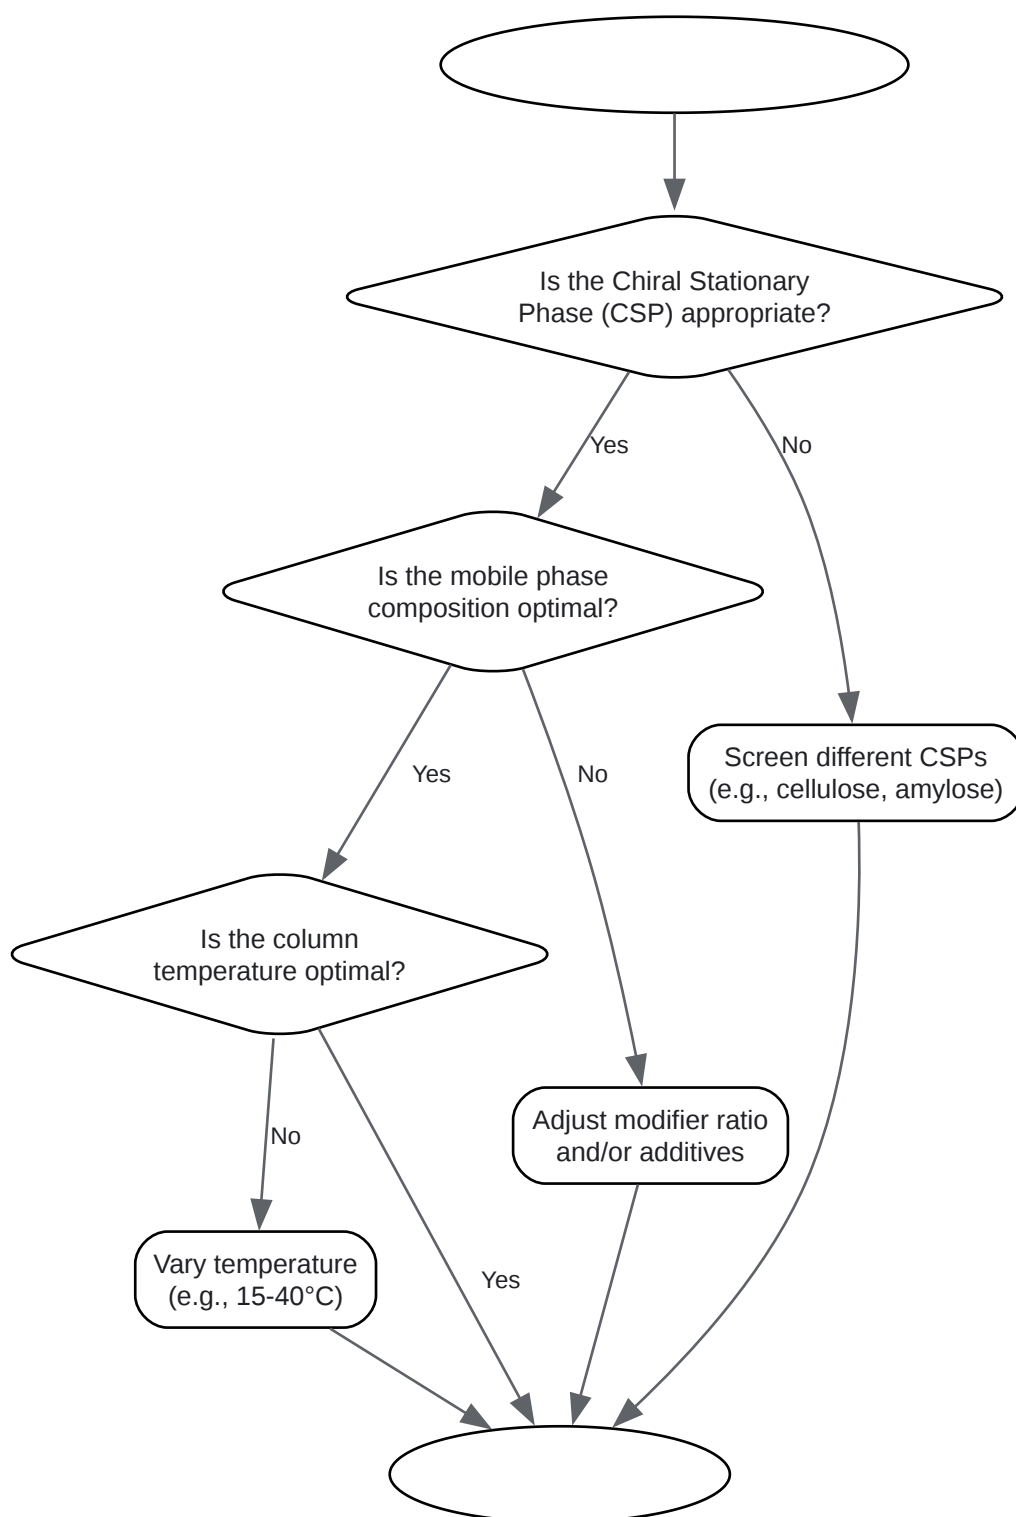 Is the Chiral Stationary
Phase (CSP) appropriate?
Yes
No
Is the mobile phase
composition optimal?
Screen different CSPs
(e.g., cellulose, amylose)
Yes
No
Is the column
temperature optimal?
Adjust modifier ratio
and/or additives
No
Vary temperature
(e.g., 15-40°C)
Yes